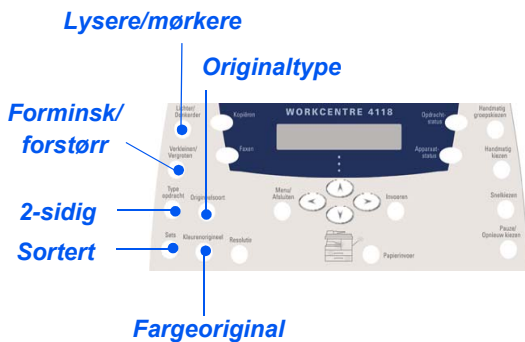 Lysere/mørkere
Originaltype
Forminsk/
forstørr
2-sidig
Sortert
Fargeoriginal
Lichter/
Donkerder
Kopiëren
WORKCENTRE 4118
Opdracht-
status
Handmatig
groepskiezen
Verkleinen/
Vergroten
Faxen
Apparaat-
status
Handmatig
kiezen
Type
opdracht
Origineelsoort
Menu/
Afsluiten
Invoeren
Snelkiezen
Sets
Kleurenorigineel
Resolutie
Papierinvoer
Pauze/
Opnieuw kiezen